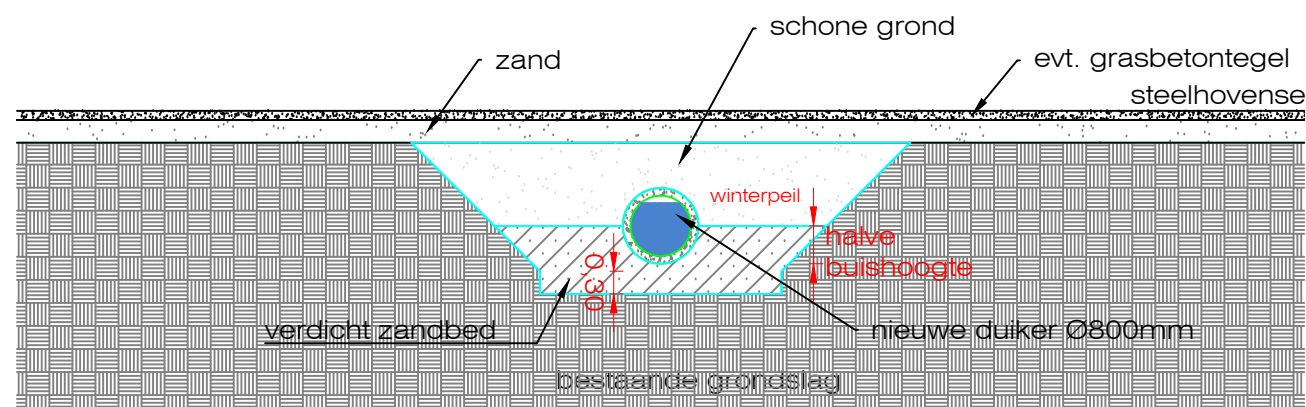 schone grond
zand
evt. grasbetontegel
steelhovense
winterpeil
halve
buishoogte
0,30
verdicht zandbed
nieuwe duiker Ø800mm
bestaande grondslag